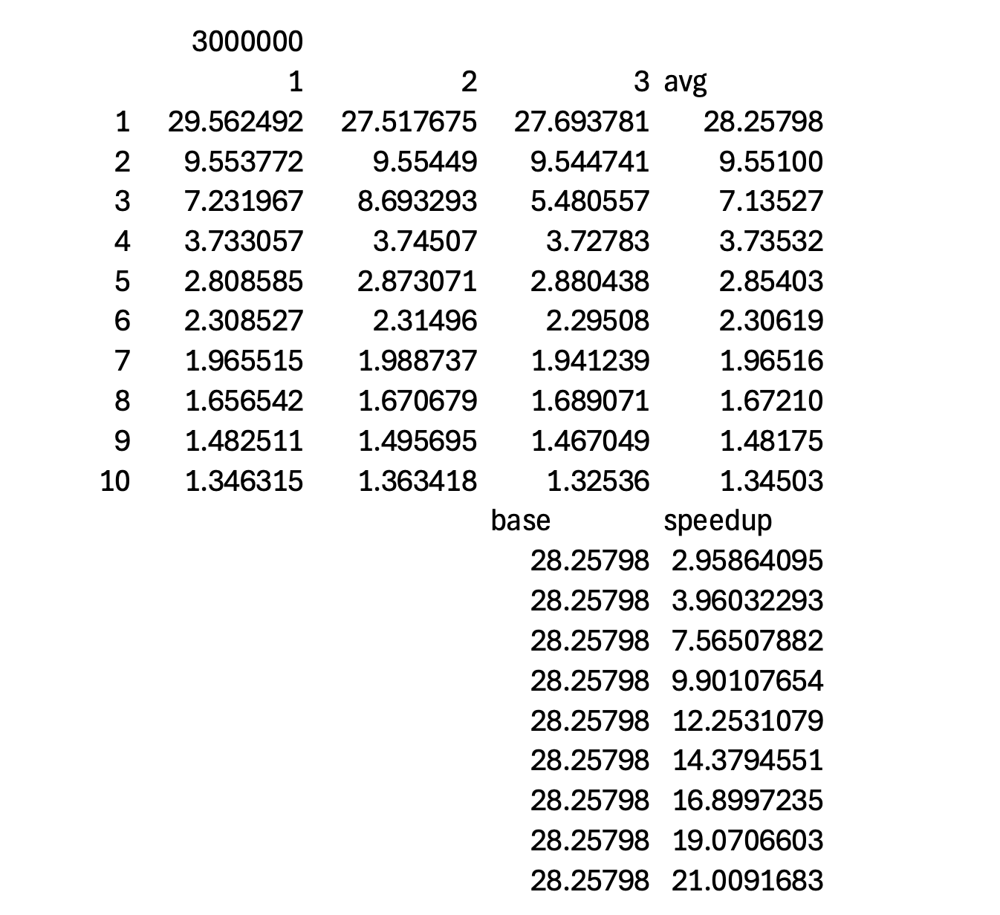 3000000
1 2 3 avg
1 29.562492 27.517675 27.693781 28.25798
2 9.553772 9.55449 9.544741 9.55100
3 7.231967 8.693293 5.480557 7.13527
4 3.733057 3.74507 3.72783 3.73532
5 2.808585 2.873071 2.880438 2.85403
6 2.308527 2.31496 2.29508 2.30619
7 1.965515 1.988737 1.941239 1.96516
8 1.656542 1.670679 1.689071 1.67210
9 1.482511 1.495695 1.467049 1.48175
10 1.346315 1.363418 1.32536 1.34503
base speedup
28.25798 2.95864095
28.25798 3.96032293
28.25798 7.56507882
28.25798 9.90107654
28.25798 12.2531079
28.25798 14.3794551
28.25798 16.8997235
28.25798 19.0706603
28.25798 21.0091683